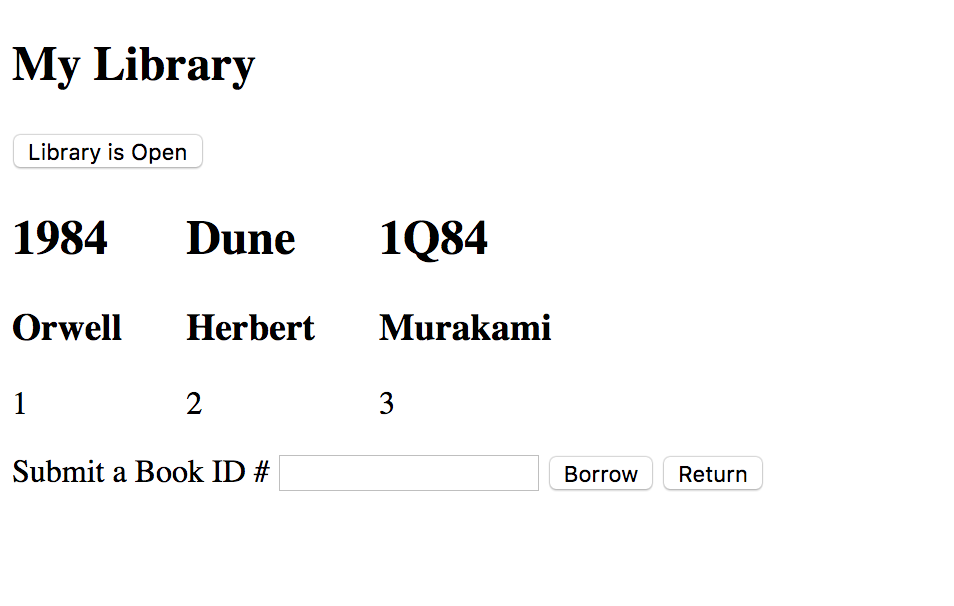 My Library
Library is Open
1984 Dune 1Q84
Orwell Herbert Murakami
1 2 3
Submit a Book ID # Borrow Return